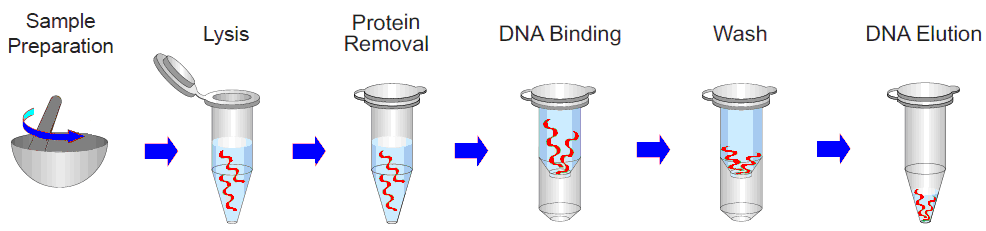 Sample
Preparation
Lysis
Protein
Removal
DNA Binding
Wash
DNA Elution